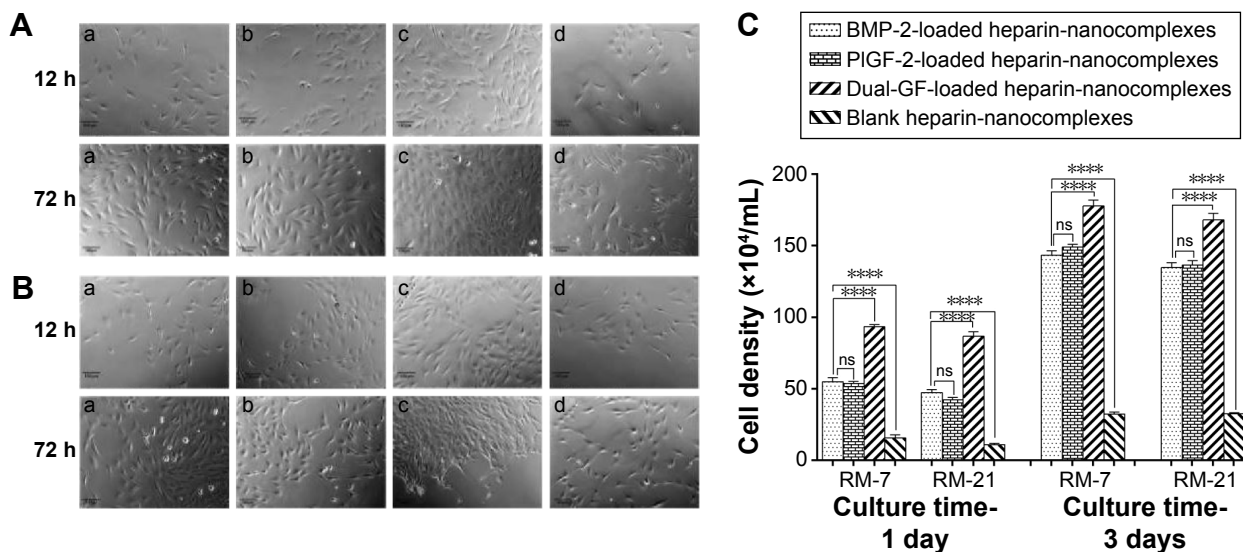 A
a
b
c
d
12 h
a
b
c
d
72 h
B
a
b
c
d
12 h
a
b
c
d
72 h
C
BMP-2-loaded heparin-nanocomplexes
PlGF-2-loaded heparin-nanocomplexes
Dual-GF-loaded heparin-nanocomplexes
Blank heparin-nanocomplexes
Cell density (×10⁴/mL)
200
150
100
50
0
****
****
ns
****
****
ns
****
****
ns
****
****
ns
RM-7
RM-21
RM-7
RM-21
Culture time-
1 day
Culture time-
3 days